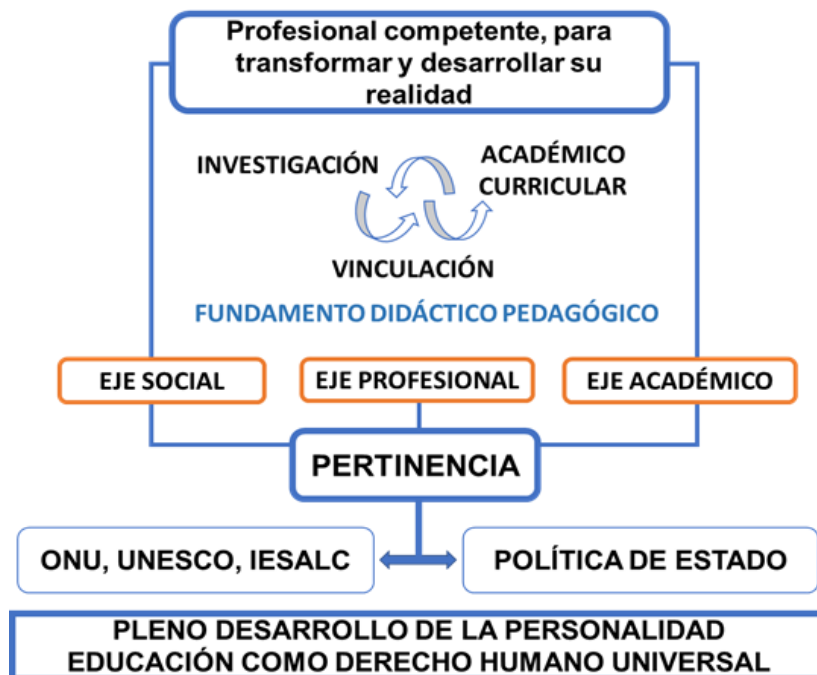 Profesional competente, para
transformar y desarrollar su
realidad
INVESTIGACIÓN
ACADÉMICO
CURRICULAR
VINCULACIÓN
FUNDAMENTO DIDÁCTICO PEDAGÓGICO
EJE SOCIAL
EJE PROFESIONAL
EJE ACADÉMICO
PERTINENCIA
ONU, UNESCO, IESALC
POLÍTICA DE ESTADO
PLENO DESARROLLO DE LA PERSONALIDAD
EDUCACIÓN COMO DERECHO HUMANO UNIVERSAL